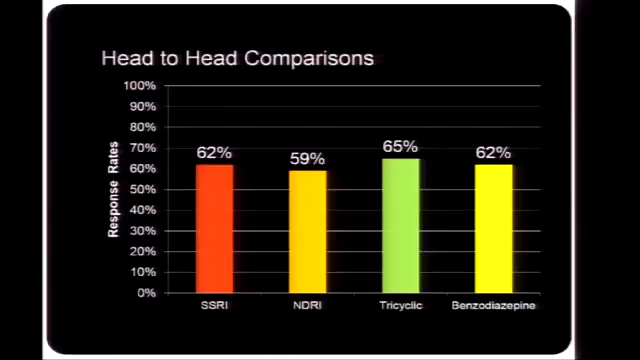 Head to Head Comparisons
100%
90%
80%
70%
60%
50%
40%
30%
20%
10%
0%
Response Rates
62%
59%
65%
62%
SSRI
NDRI
Tricyclic
Benzodiazepine